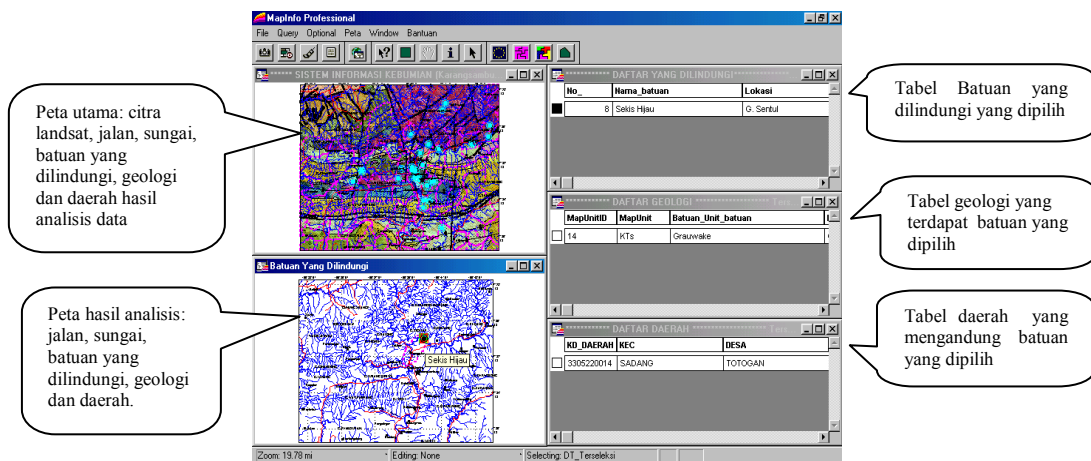 MapInfo Professional
File Query Optional Peta Window Bantuan
****** SISTEM INFORMASI KEBUMIAN (Karangsambu
************ DAFTAR YANG DILINDUNGI***************
No_ Nama_batuan Lokasi
8 Sekis Hijau G. Sentul
************ DAFTAR GEOLOGI ****************** Ters...
MapUnitID MapUnit Batuan_Unit_batuan
14 KTs Grauwake
************ DAFTAR DAERAH ******************** Ters...
KD_DAERAH KEC DESA
3305220014 SADANG TOTOGAN
Batuan Yang Dilindungi
Sekis Hijau
Zoom: 19.78 mi
Editing: None
Selecting: DT_Terseleksi
Peta utama: citra
landsat, jalan, sungai,
batuan yang
dilindungi, geologi
dan daerah hasil
analisis data
Peta hasil analisis:
jalan, sungai,
batuan yang
dilindungi, geologi
dan daerah.
Tabel Batuan yang
dilindungi yang dipilih
Tabel geologi yang
terdapat batuan yang
dipilih
Tabel daerah yang
mengandung batuan
yang dipilih